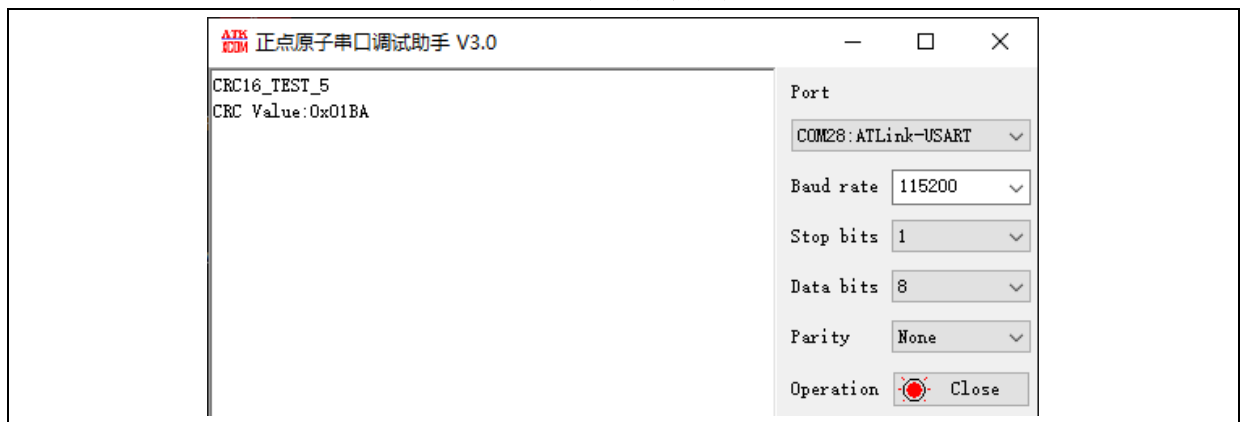 ATK
XCOM
正点原子串口调试助手 V3.0
CRC16_TEST_5
CRC Value:0x01BA
Port
COM28:ATLink-USART
Baud rate 115200
Stop bits 1
Data bits 8
Parity None
Operation Close